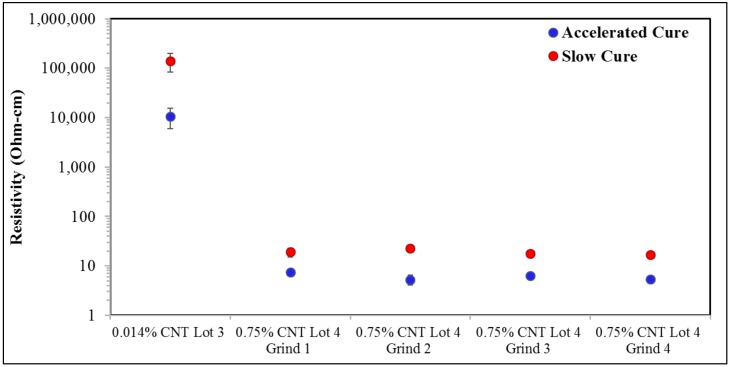 1,000,000
100,000
10,000
1,000
100
10
1
Resistivity (Ohm-cm)
Accelerated Cure
Slow Cure
0.014% CNT Lot 3
0.75% CNT Lot 4
Grind 1
0.75% CNT Lot 4
Grind 2
0.75% CNT Lot 4
Grind 3
0.75% CNT Lot 4
Grind 4